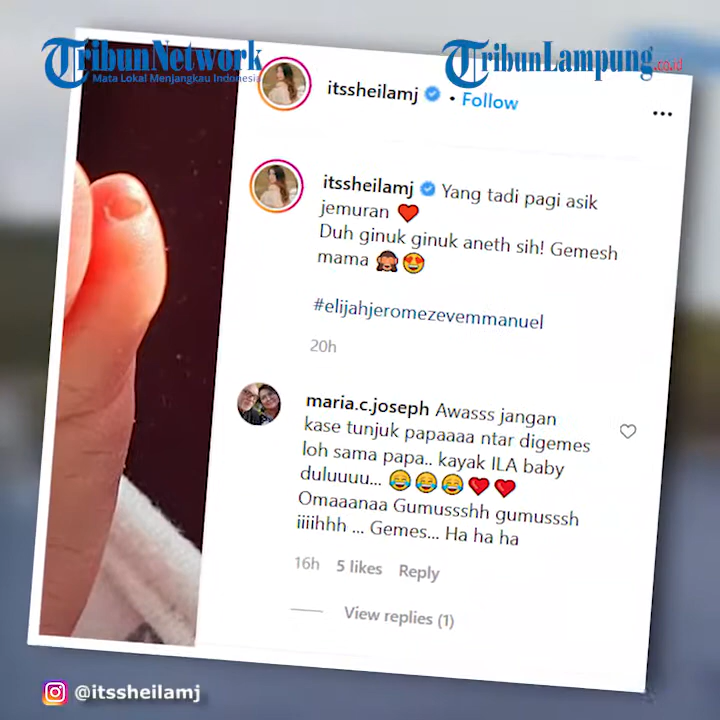 TribunNetwork
Mata Lokal Menjangkau Indonesia
TribunLampung.co.id
itssheilamj • Follow
itssheilamj Yang tadi pagi asik
jemuran ❤️
Duh ginuk ginuk aneth sih! Gemesh
mama 🙈😍
#elijahjeromezevemmanuel
20h
maria.c.joseph Awasss jangan
kase tunjuk papaaaa ntar digemes
loh sama papa.. kayak ILA baby
duluuuu... 😂😂😂❤️❤️
Omaaanaa Gumussshh gumusssh
iiiihhh ... Gemes... Ha ha ha
16h 5 likes Reply
View replies (1)
@itssheilamj